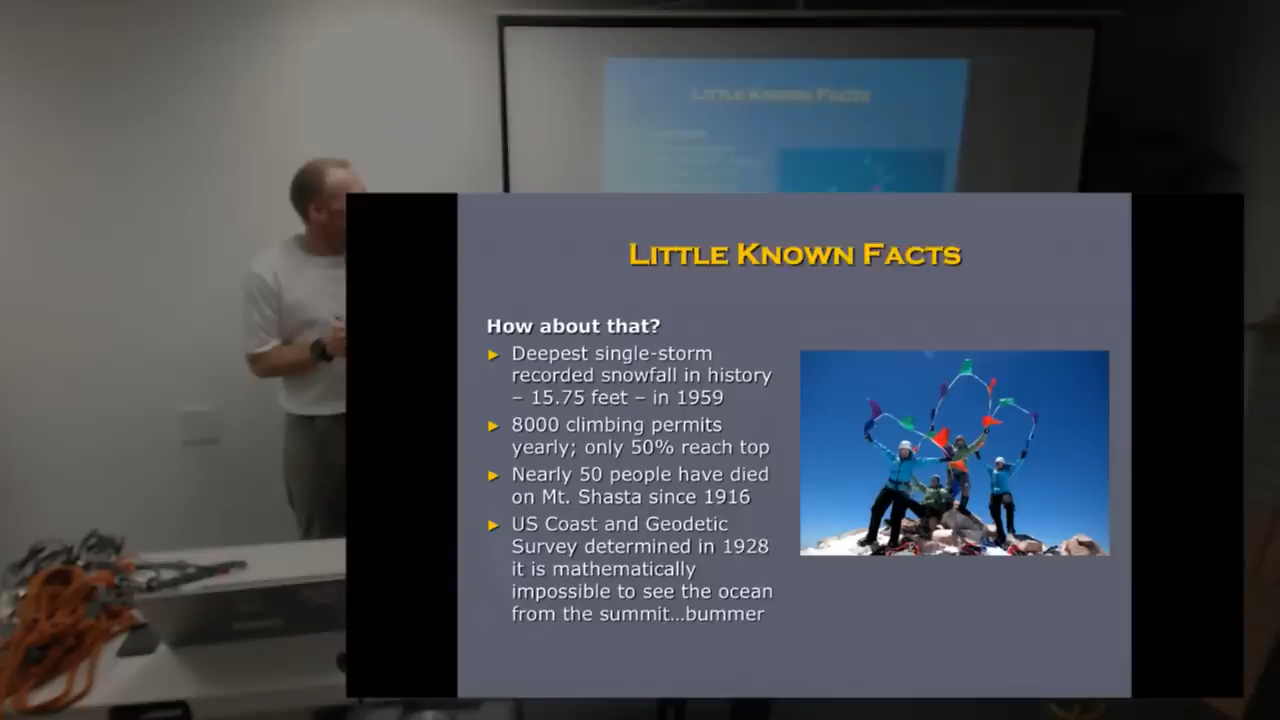 LITTLE KNOWN FACTS
LITTLE KNOWN FACTS
How about that?
► Deepest single-storm
recorded snowfall in history
– 15.75 feet – in 1959
► 8000 climbing permits
yearly; only 50% reach top
► Nearly 50 people have died
on Mt. Shasta since 1916
► US Coast and Geodetic
Survey determined in 1928
it is mathematically
impossible to see the ocean
from the summit…bummer